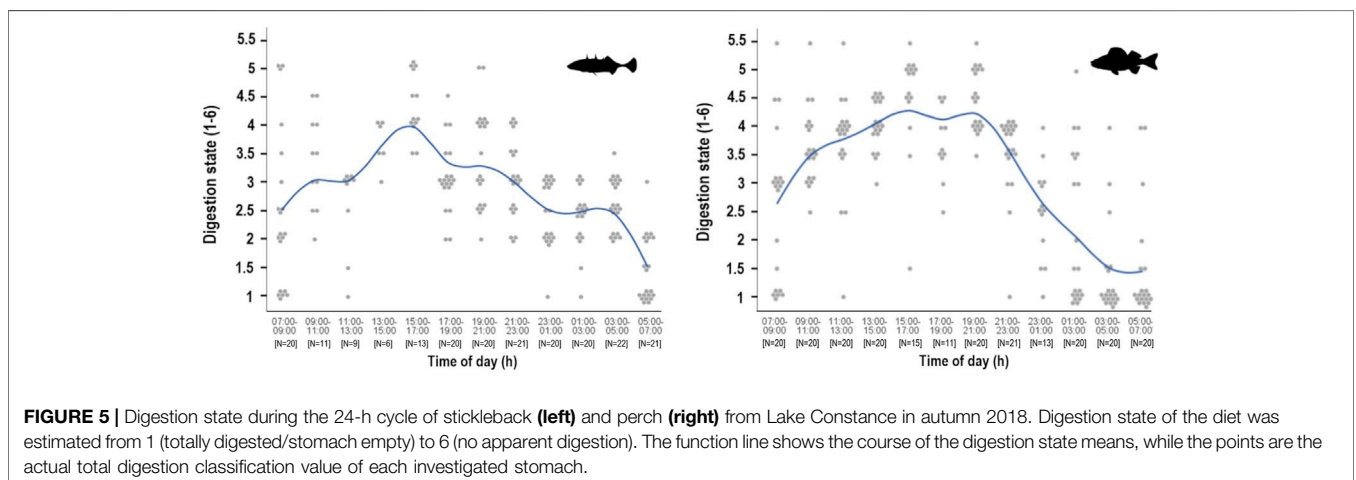 5.5
5
4.5
4
3.5
3
2.5
2
1.5
1
Digestion state (1-6)
07:00-09:00 [N=20]
09:00-11:00 [N=11]
11:00-13:00 [N=9]
13:00-15:00 [N=6]
15:00-17:00 [N=13]
17:00-19:00 [N=20]
19:00-21:00 [N=20]
21:00-23:00 [N=21]
23:00-01:00 [N=20]
01:00-03:00 [N=20]
03:00-05:00 [N=22]
05:00-07:00 [N=21]
Time of day (h)
5.5
5
4.5
4
3.5
3
2.5
2
1.5
1
Digestion state (1-6)
07:00-09:00 [N=20]
09:00-11:00 [N=20]
11:00-13:00 [N=20]
13:00-15:00 [N=20]
15:00-17:00 [N=15]
17:00-19:00 [N=11]
19:00-21:00 [N=20]
21:00-23:00 [N=21]
23:00-01:00 [N=13]
01:00-03:00 [N=20]
03:00-05:00 [N=20]
05:00-07:00 [N=20]
Time of day (h)
FIGURE 5 | Digestion state during the 24-h cycle of stickleback (left) and perch (right) from Lake Constance in autumn 2018. Digestion state of the diet was
estimated from 1 (totally digested/stomach empty) to 6 (no apparent digestion). The function line shows the course of the digestion state means, while the points are the
actual total digestion classification value of each investigated stomach.